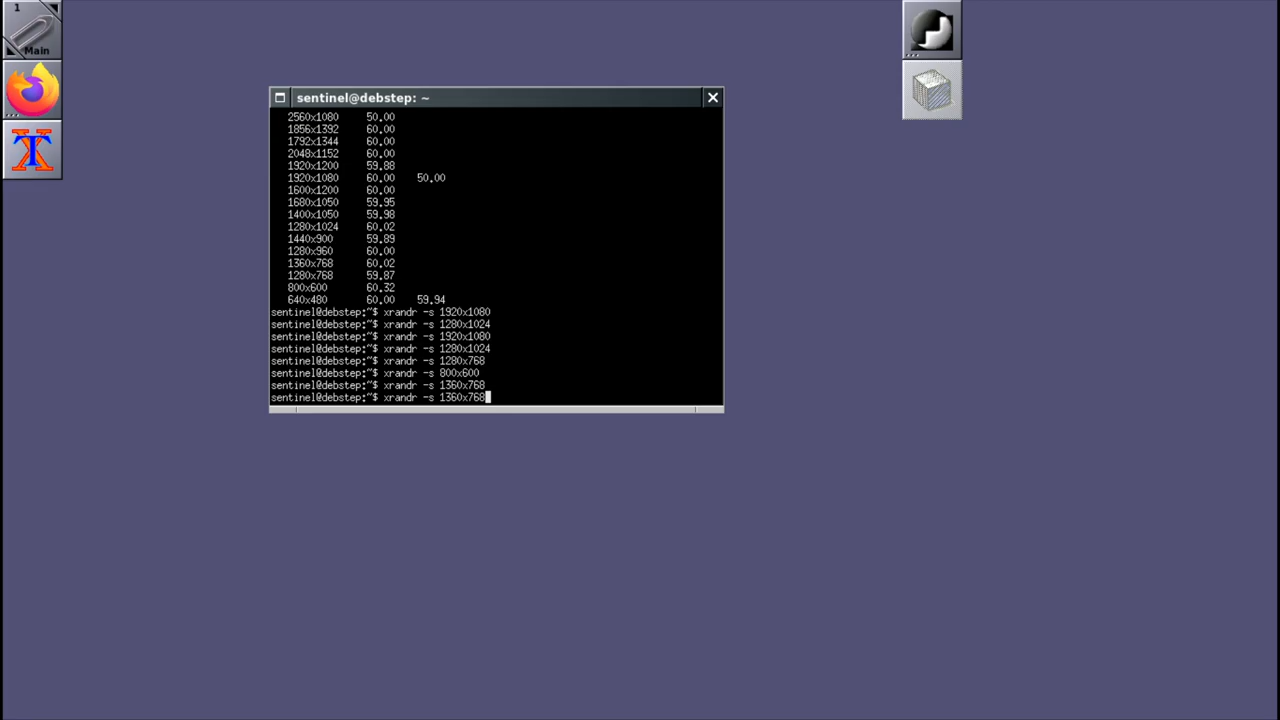 1
Main
sentinel@debstep: ~
2560x1080 50.00
1856x1392 60.00
1792x1344 60.00
2048x1152 60.00
1920x1200 59.88
1920x1080 60.00 50.00
1600x1200 60.00
1680x1050 59.95
1400x1050 59.98
1280x1024 60.02
1440x900 59.89
1280x960 60.00
1360x768 60.02
1280x768 59.87
800x600 60.32
640x480 60.00 59.94
sentinel@debstep:~$ xrandr -s 1920x1080
sentinel@debstep:~$ xrandr -s 1280x1024
sentinel@debstep:~$ xrandr -s 1920x1080
sentinel@debstep:~$ xrandr -s 1280x1024
sentinel@debstep:~$ xrandr -s 1280x768
sentinel@debstep:~$ xrandr -s 800x600
sentinel@debstep:~$ xrandr -s 1360x768
sentinel@debstep:~$ xrandr -s 1360x768